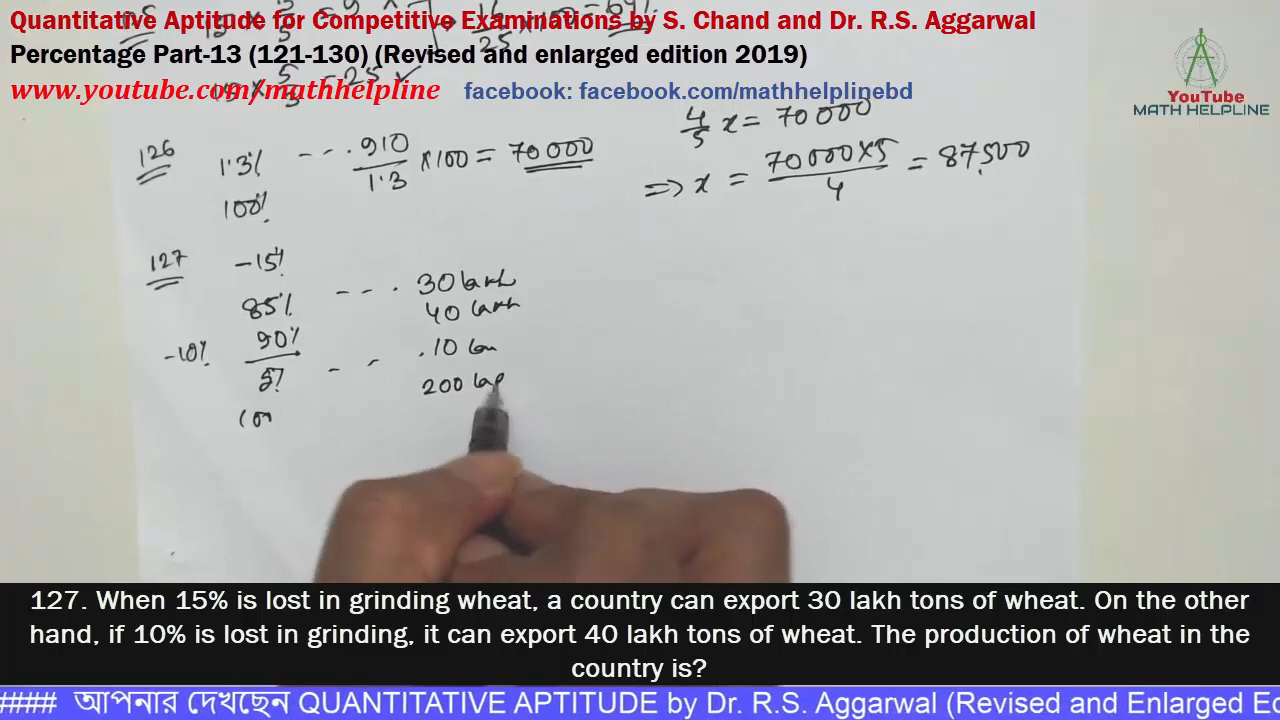 Quantitative Aptitude for Competitive Examinations by S. Chand and Dr. R.S. Aggarwal
Percentage Part-13 (121-130) (Revised and enlarged edition 2019)
www.youtube.com/mathhelpline facebook: facebook.com/mathhelplinebd
YouTube
MATH HELPLINE
4/5 x = 70000
126 1.3% --- . 910/1.3 × 100 = 70000
100%
=> x = 70000×5/4 = 87,500
127 -15%
85% --- . 30 lakh
40 lakh
-10% 90%
5% - - .10
200
127. When 15% is lost in grinding wheat, a country can export 30 lakh tons of wheat. On the other
hand, if 10% is lost in grinding, it can export 40 lakh tons of wheat. The production of wheat in the
country is?
#### আপনার দেখছেন QUANTITATIVE APTITUDE by Dr. R.S. Aggarwal (Revised and Enlarged Ed